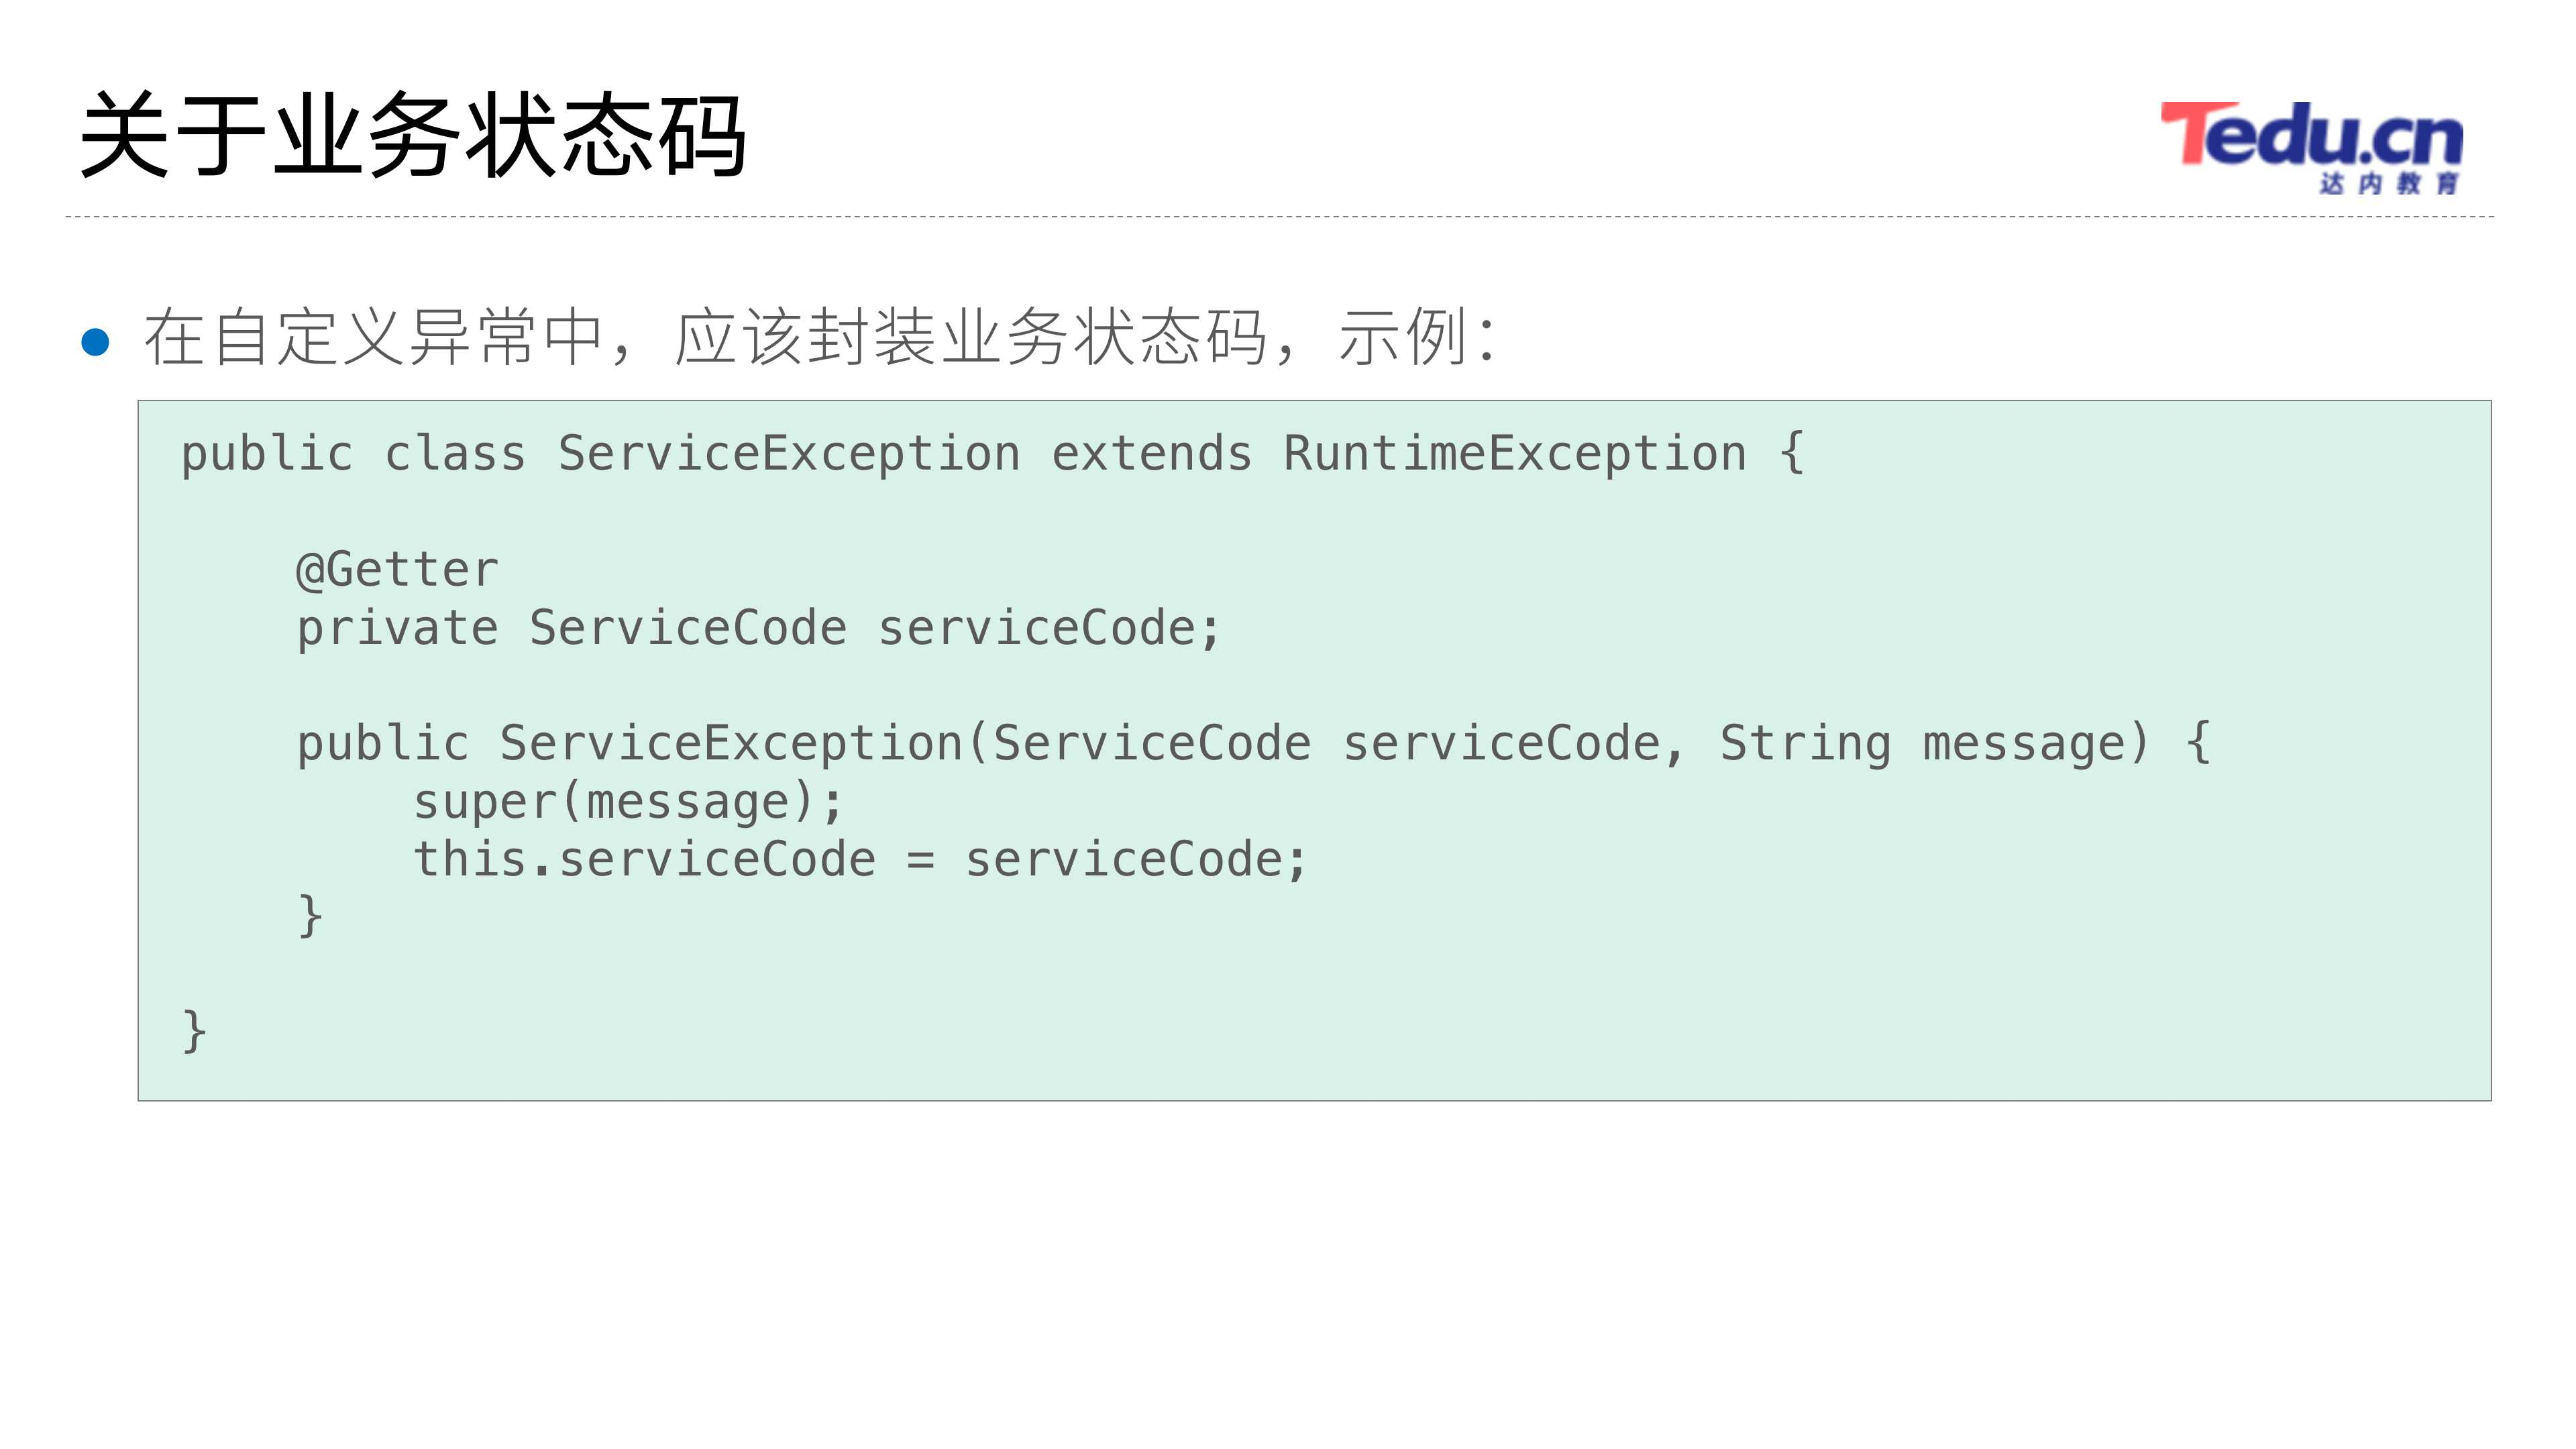 关于业务状态码
Tedu.cn
达内教育
在自定义异常中，应该封装业务状态码，示例：
public class ServiceException extends RuntimeException {
    @Getter
    private ServiceCode serviceCode;
    public ServiceException(ServiceCode serviceCode, String message) {
        super(message);
        this.serviceCode = serviceCode;
    }
}